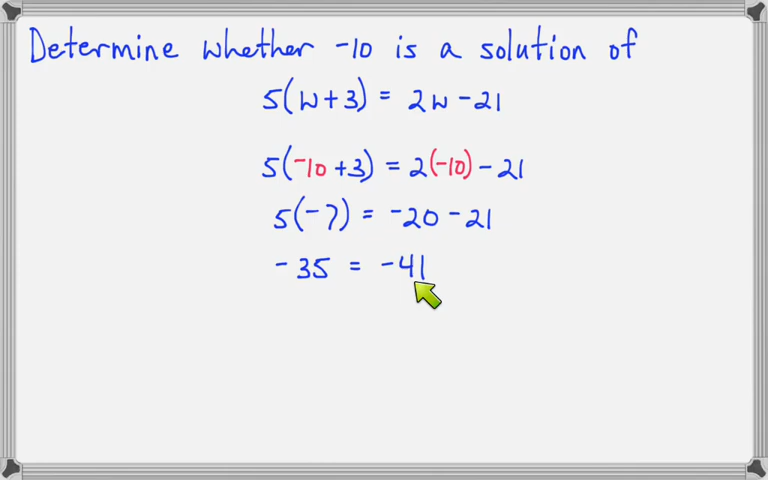 Determine whether -10 is a solution of
5(w+3) = 2w -21
5(-10 +3) = 2(-10) - 21
5(-7) = -20 -21
-35 = -41